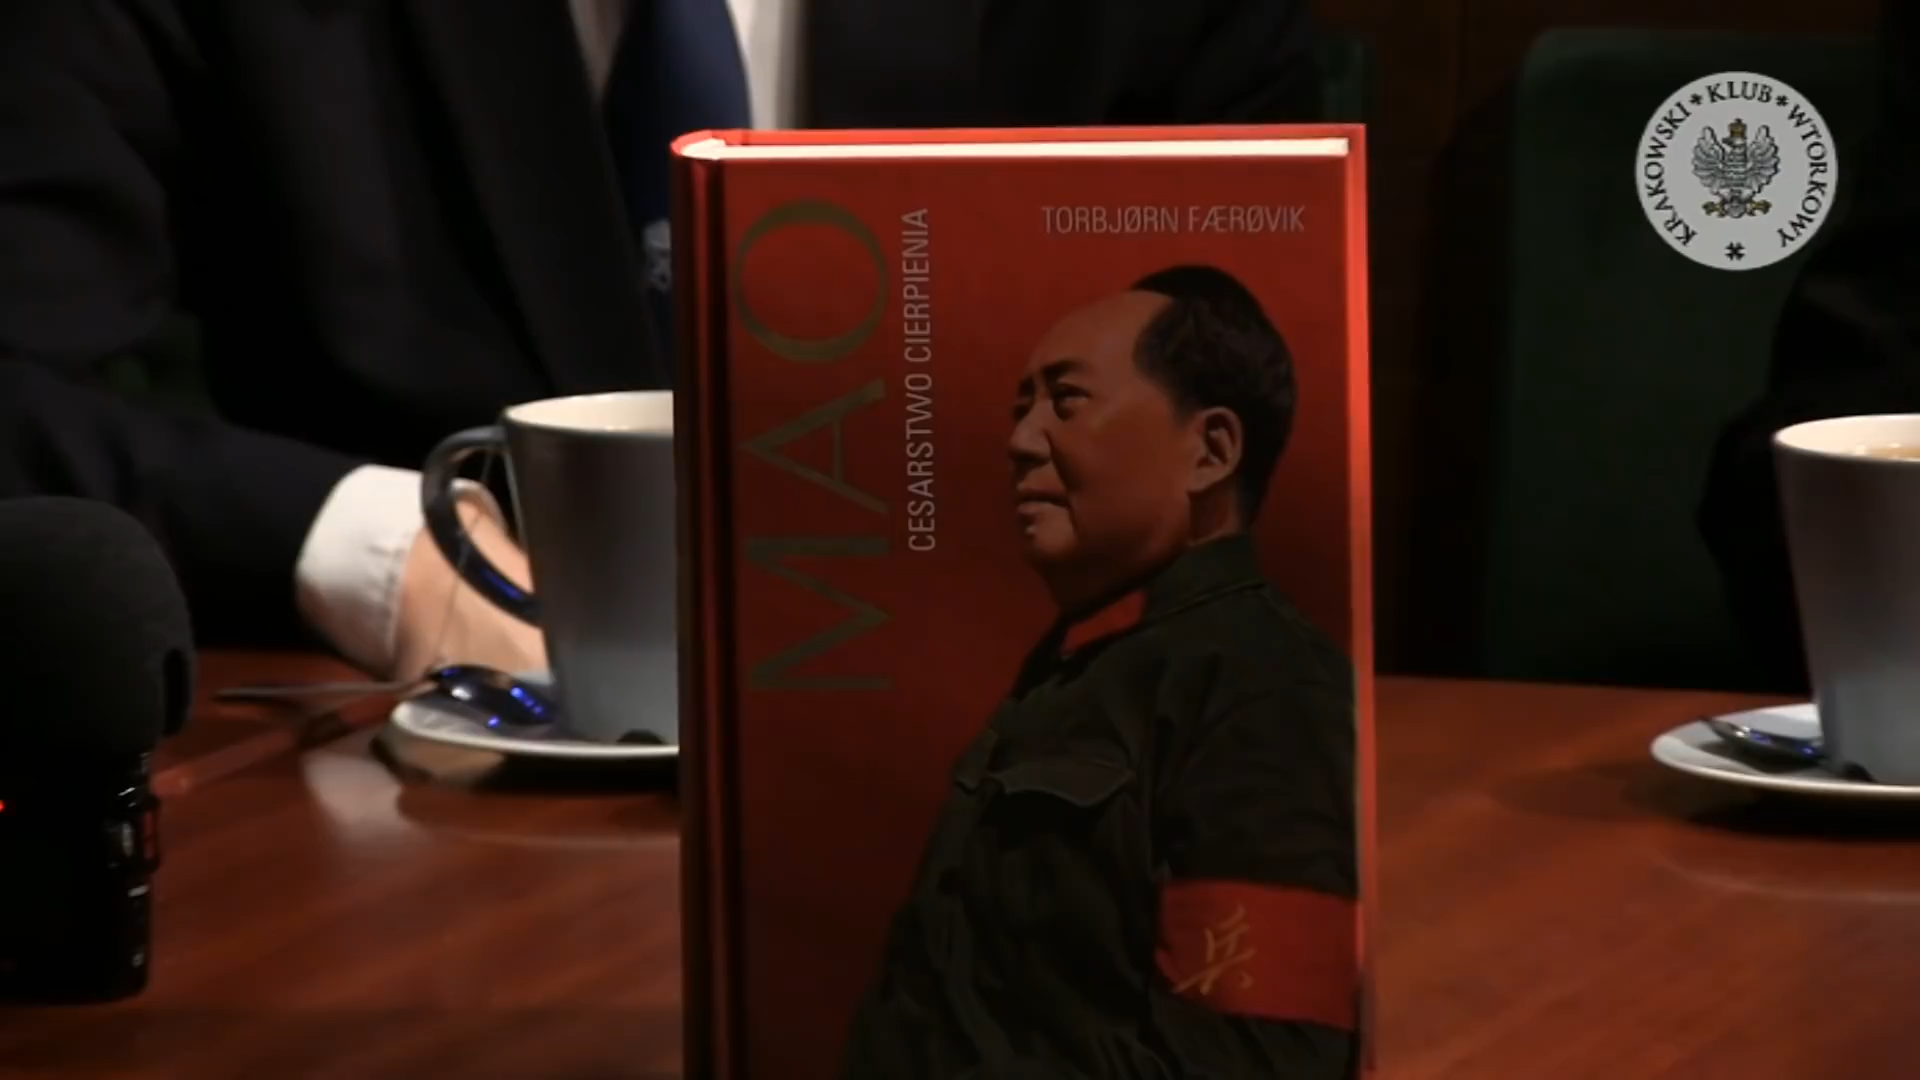 MAO
CESARSTWO CIERPIENIA
TORBJØRN FÆRØVIK
兵
KRAKOWSKI * KLUB * WTORKOWY *